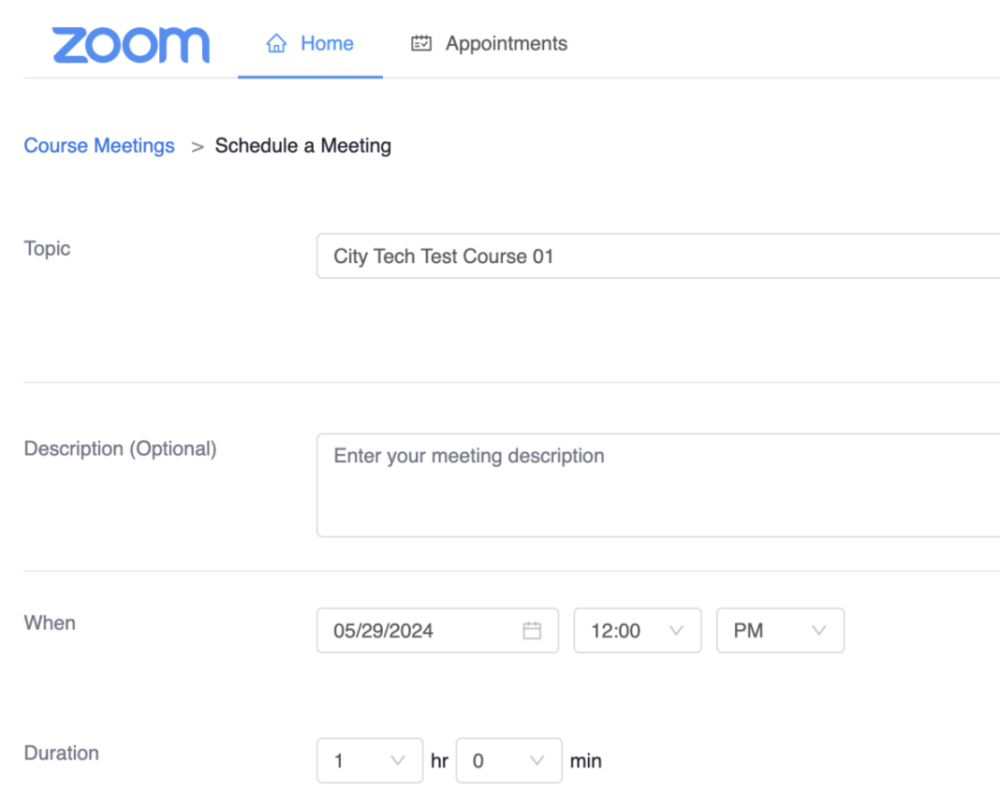 zoom Home Appointments
Course Meetings > Schedule a Meeting
Topic City Tech Test Course 01
Description (Optional) Enter your meeting description
When 05/29/2024 12:00 PM
Duration 1 hr 0 min